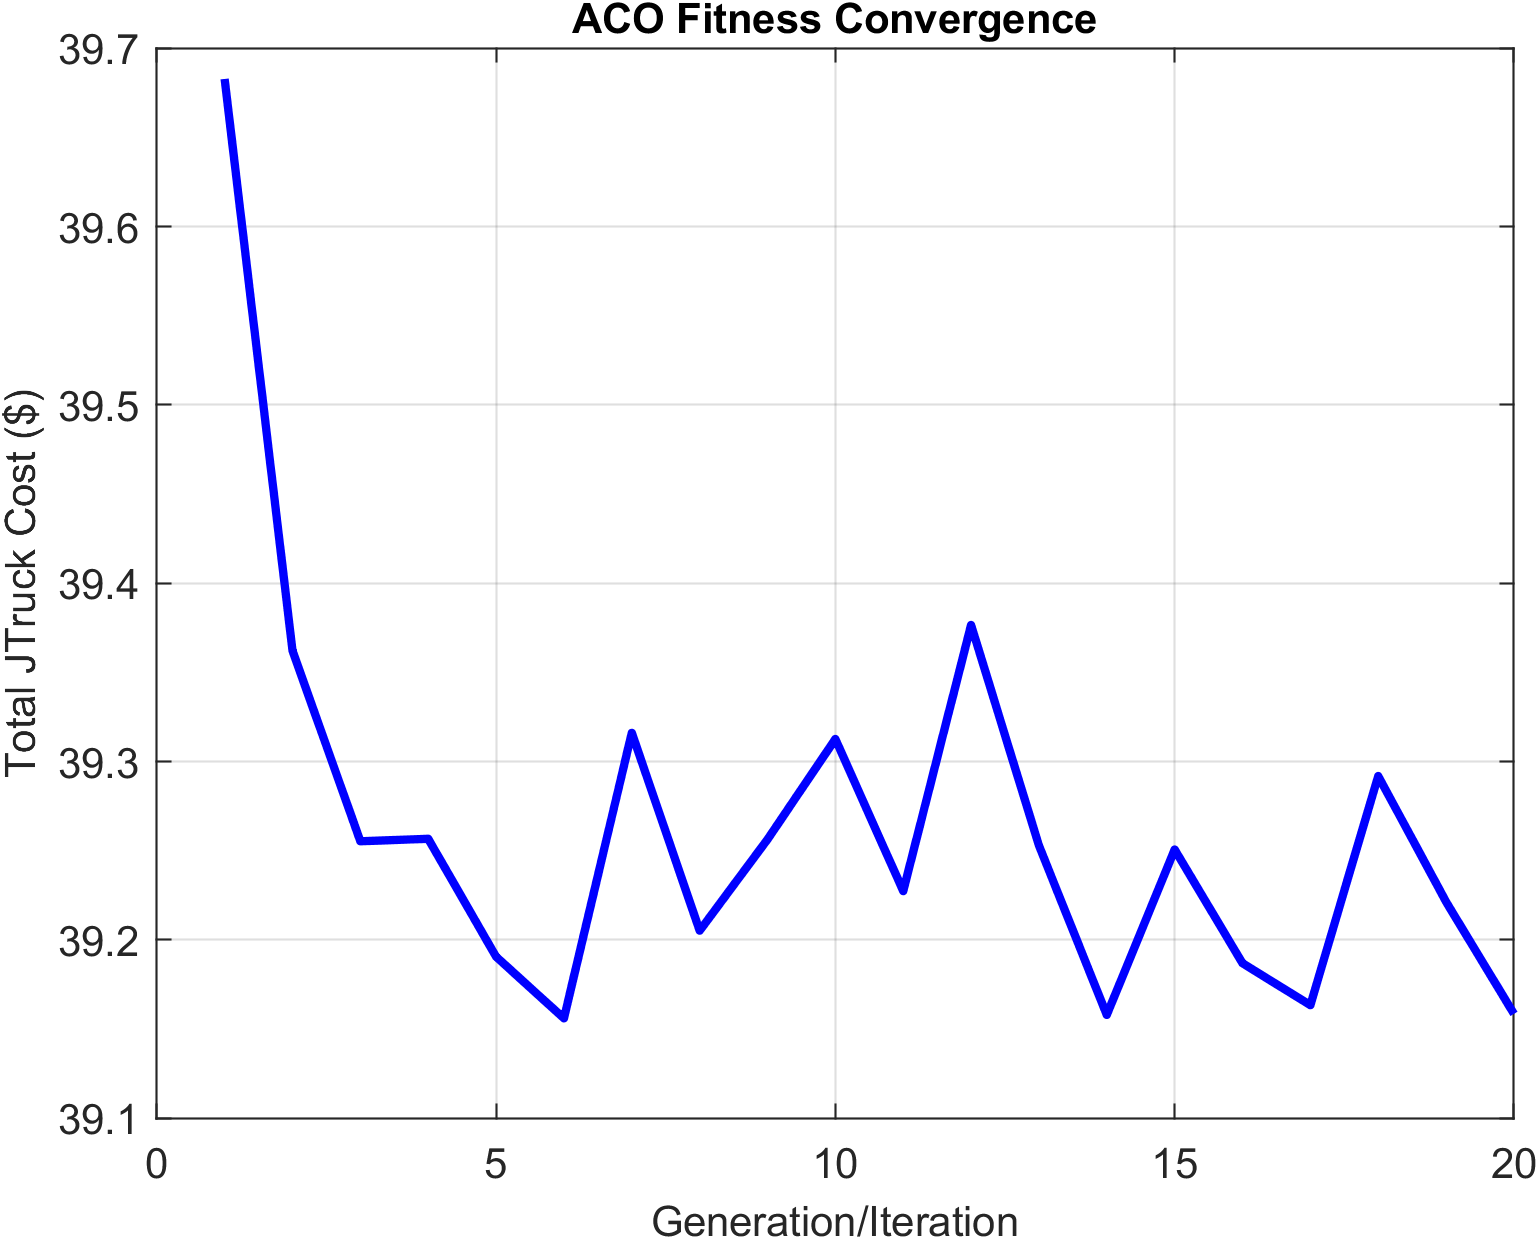 ACO Fitness Convergence
39.7
39.6
39.5
39.4
39.3
39.2
39.1
Total JTruck Cost ($)
0 5 10 15 20
Generation/Iteration